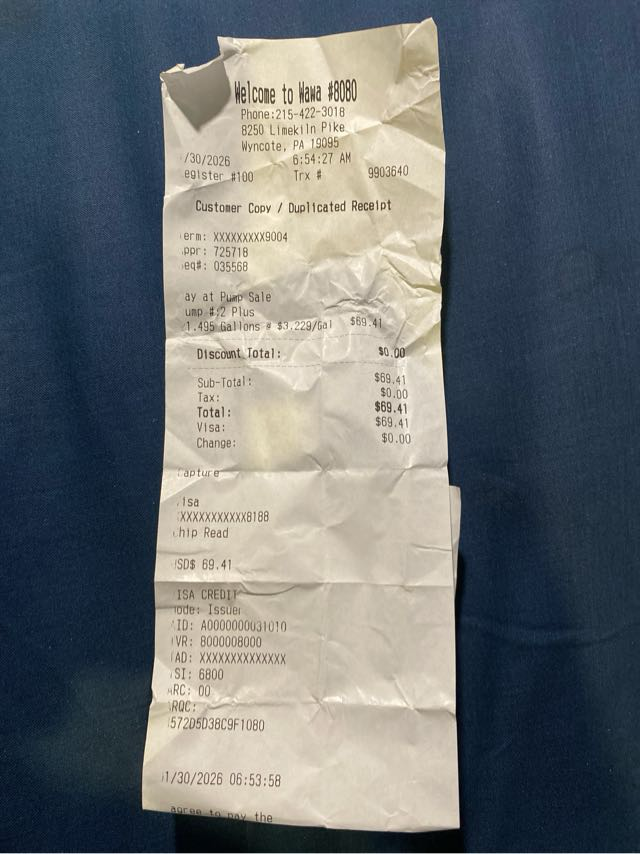 Welcome to Wawa #8080
Phone:215-422-3018
8250 Limekiln Pike
Wyncote, PA 19095
/30/2026 6:54:27 AM
egister #100 Trx # 9903640
Customer Copy / Duplicated Receipt
erm: XXXXXXXXX9004
ppr: 725718
eq#: 035568
ay at Pump Sale
ump #:2 Plus
1.495 Gallons @ $3.229/Gal $69.41
Discount Total: $0.00
Sub-Total: $69.41
Tax: $0.00
Total: $69.41
Visa: $69.41
Change: $0.00
apture
isa
XXXXXXXXXXX8188
hip Read
SD$ 69.41
ISA CREDIT
ode: Issuer
ID: A0000000031010
VR: 8000008000
AD: XXXXXXXXXXXXXX
SI: 6800
RC: 00
RQC:
572D5D38C9F1080
1/30/2026 06:53:58
agree to pay the